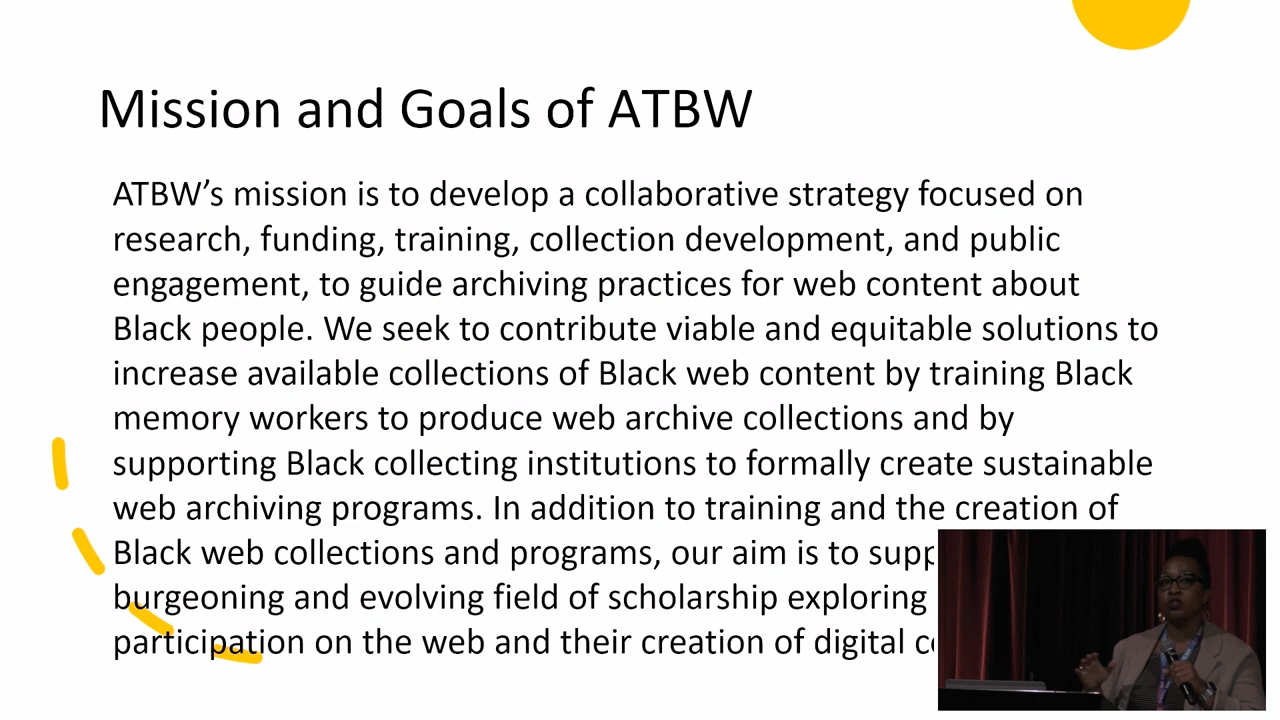 Mission and Goals of ATBW
ATBW’s mission is to develop a collaborative strategy focused on
research, funding, training, collection development, and public
engagement, to guide archiving practices for web content about
Black people. We seek to contribute viable and equitable solutions to
increase available collections of Black web content by training Black
memory workers to produce web archive collections and by
supporting Black collecting institutions to formally create sustainable
web archiving programs. In addition to training and the creation of
Black web collections and programs, our aim is to
burgeoning and evolving field of scholarship exploring
participation on the web and their creation of digital